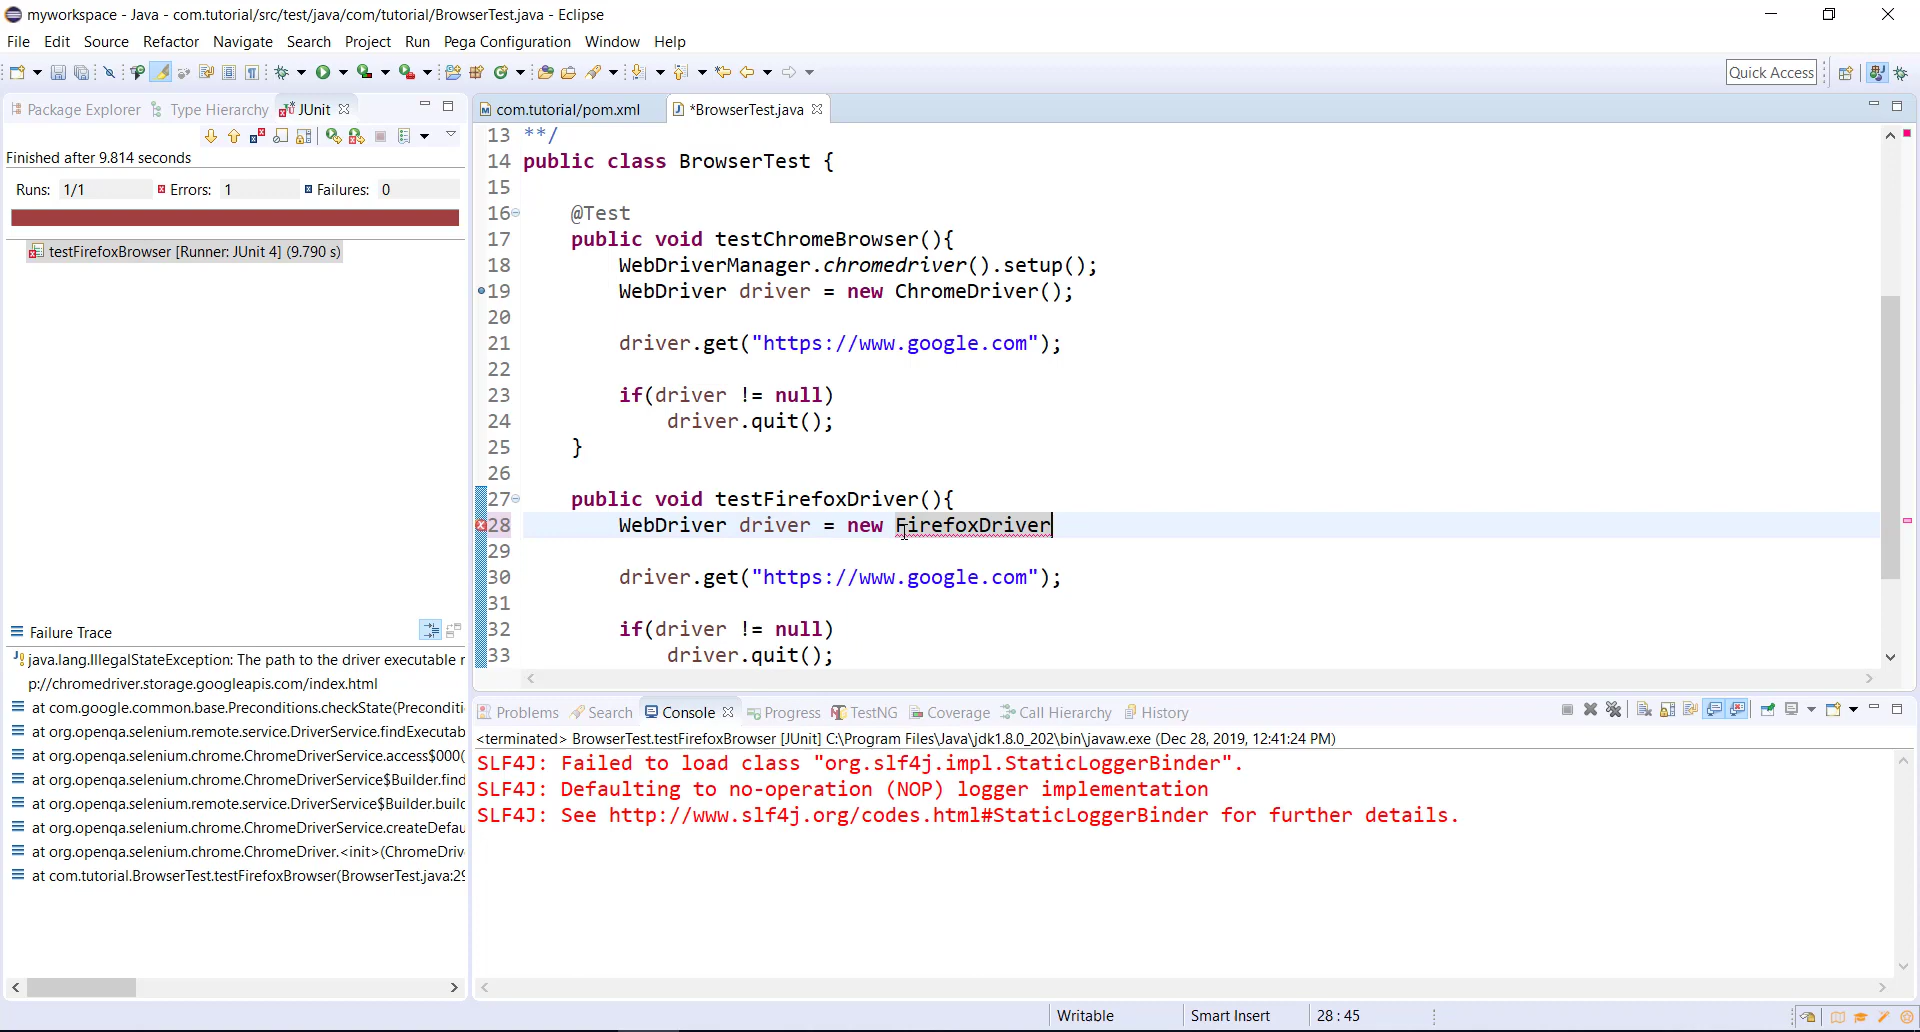 myworkspace - Java - com.tutorial/src/test/java/com/tutorial/BrowserTest.java - Eclipse
File Edit Source Refactor Navigate Search Project Run Pega Configuration Window Help
Quick Access
Package Explorer Type Hierarchy JUnit
com.tutorial/pom.xml *BrowserTest.java
Finished after 9.814 seconds
Runs: 1/1 Errors: 1 Failures: 0
testFirefoxBrowser [Runner: JUnit 4] (9.790 s)
13 **/
14 public class BrowserTest {
15
16 @Test
17 public void testChromeBrowser(){
18 WebDriverManager.chromedriver().setup();
19 WebDriver driver = new ChromeDriver();
20
21 driver.get("https://www.google.com");
22
23 if(driver != null)
24 driver.quit();
25 }
26
27 public void testFirefoxDriver(){
28 WebDriver driver = new FirefoxDriver
29
30 driver.get("https://www.google.com");
31
32 if(driver != null)
33 driver.quit();
Failure Trace
java.lang.IllegalStateException: The path to the driver executable
p://chromedriver.storage.googleapis.com/index.html
at com.google.common.base.Preconditions.checkState(Preconditi
at org.openqa.selenium.remote.service.DriverService.findExecutab
at org.openqa.selenium.chrome.ChromeDriverService.access$000(
at org.openqa.selenium.chrome.ChromeDriverService$Builder.find
at org.openqa.selenium.remote.service.DriverService$Builder.build
at org.openqa.selenium.chrome.ChromeDriverService.createDefau
at org.openqa.selenium.chrome.ChromeDriver.<init>(ChromeDriv
at com.tutorial.BrowserTest.testFirefoxBrowser(BrowserTest.java:29
Problems Search Console Progress TestNG Coverage Call Hierarchy History
<terminated> BrowserTest.testFirefoxBrowser [JUnit] C:\Program Files\Java\jdk1.8.0_202\bin\javaw.exe (Dec 28, 2019, 12:41:24 PM)
SLF4J: Failed to load class "org.slf4j.impl.StaticLoggerBinder".
SLF4J: Defaulting to no-operation (NOP) logger implementation
SLF4J: See http://www.slf4j.org/codes.html#StaticLoggerBinder for further details.
Writable Smart Insert 28 : 45